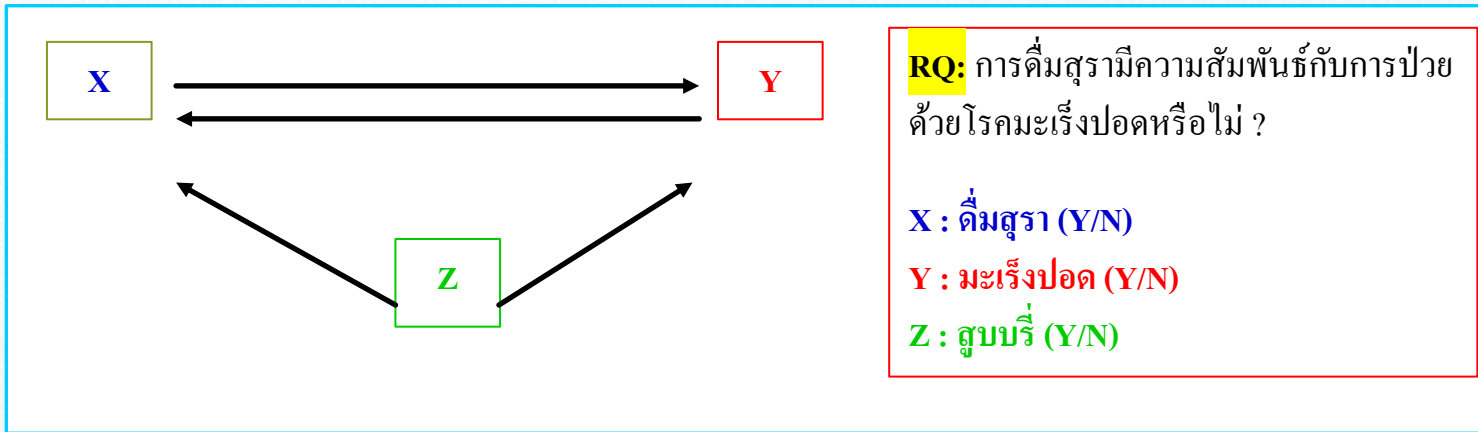 X
Y
Z
RQ: การดื่มสุรามีความสัมพันธ์กับการป่วย
ด้วยโรคมะเร็งปอดหรือไม่ ?
X : ดื่มสุรา (Y/N)
Y : มะเร็งปอด (Y/N)
Z : สูบบรี่ (Y/N)